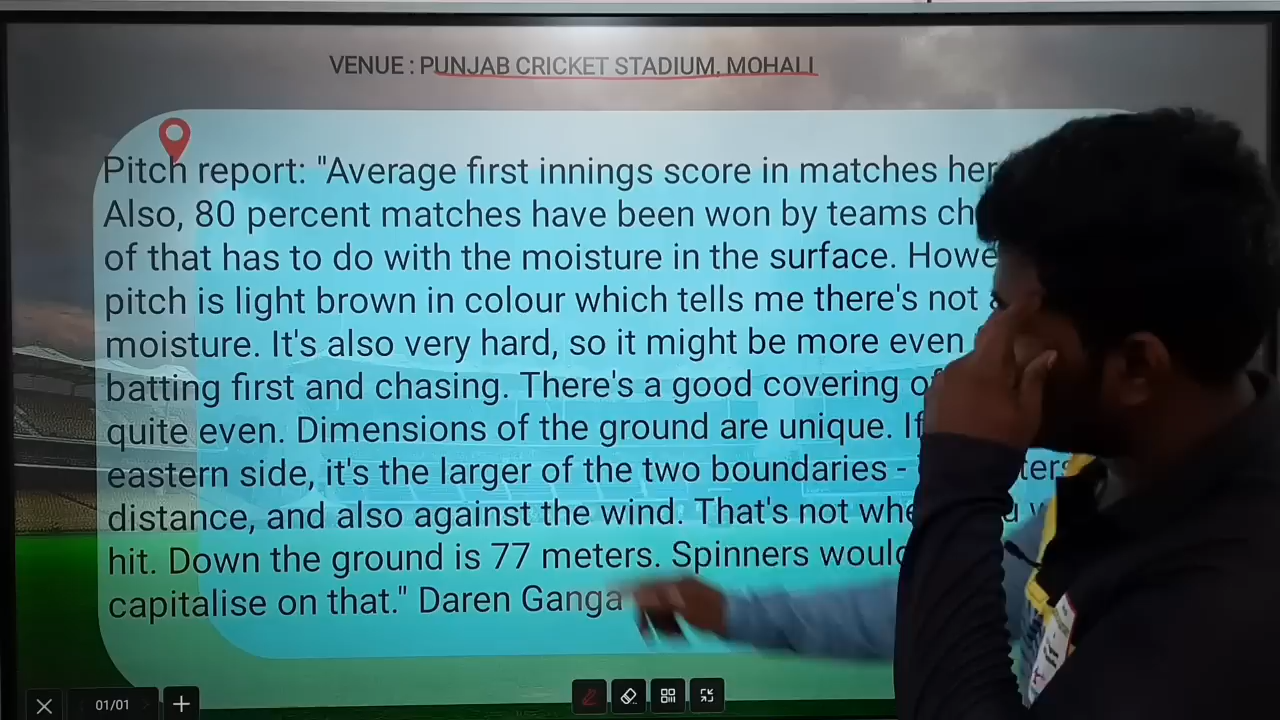 VENUE : PUNJAB CRICKET STADIUM, MOHALI
Pitch report: "Average first innings score in matches
Also, 80 percent matches have been won by teams
of that has to do with the moisture in the surface.
pitch is light brown in colour which tells me there's not
moisture. It's also very hard, so it might be more even
batting first and chasing. There's a good covering
quite even. Dimensions of the ground are unique. If
eastern side, it's the larger of the two boundaries -
distance, and also against the wind. That's not
hit. Down the ground is 77 meters. Spinners
capitalise on that." Daren Ganga
01/01